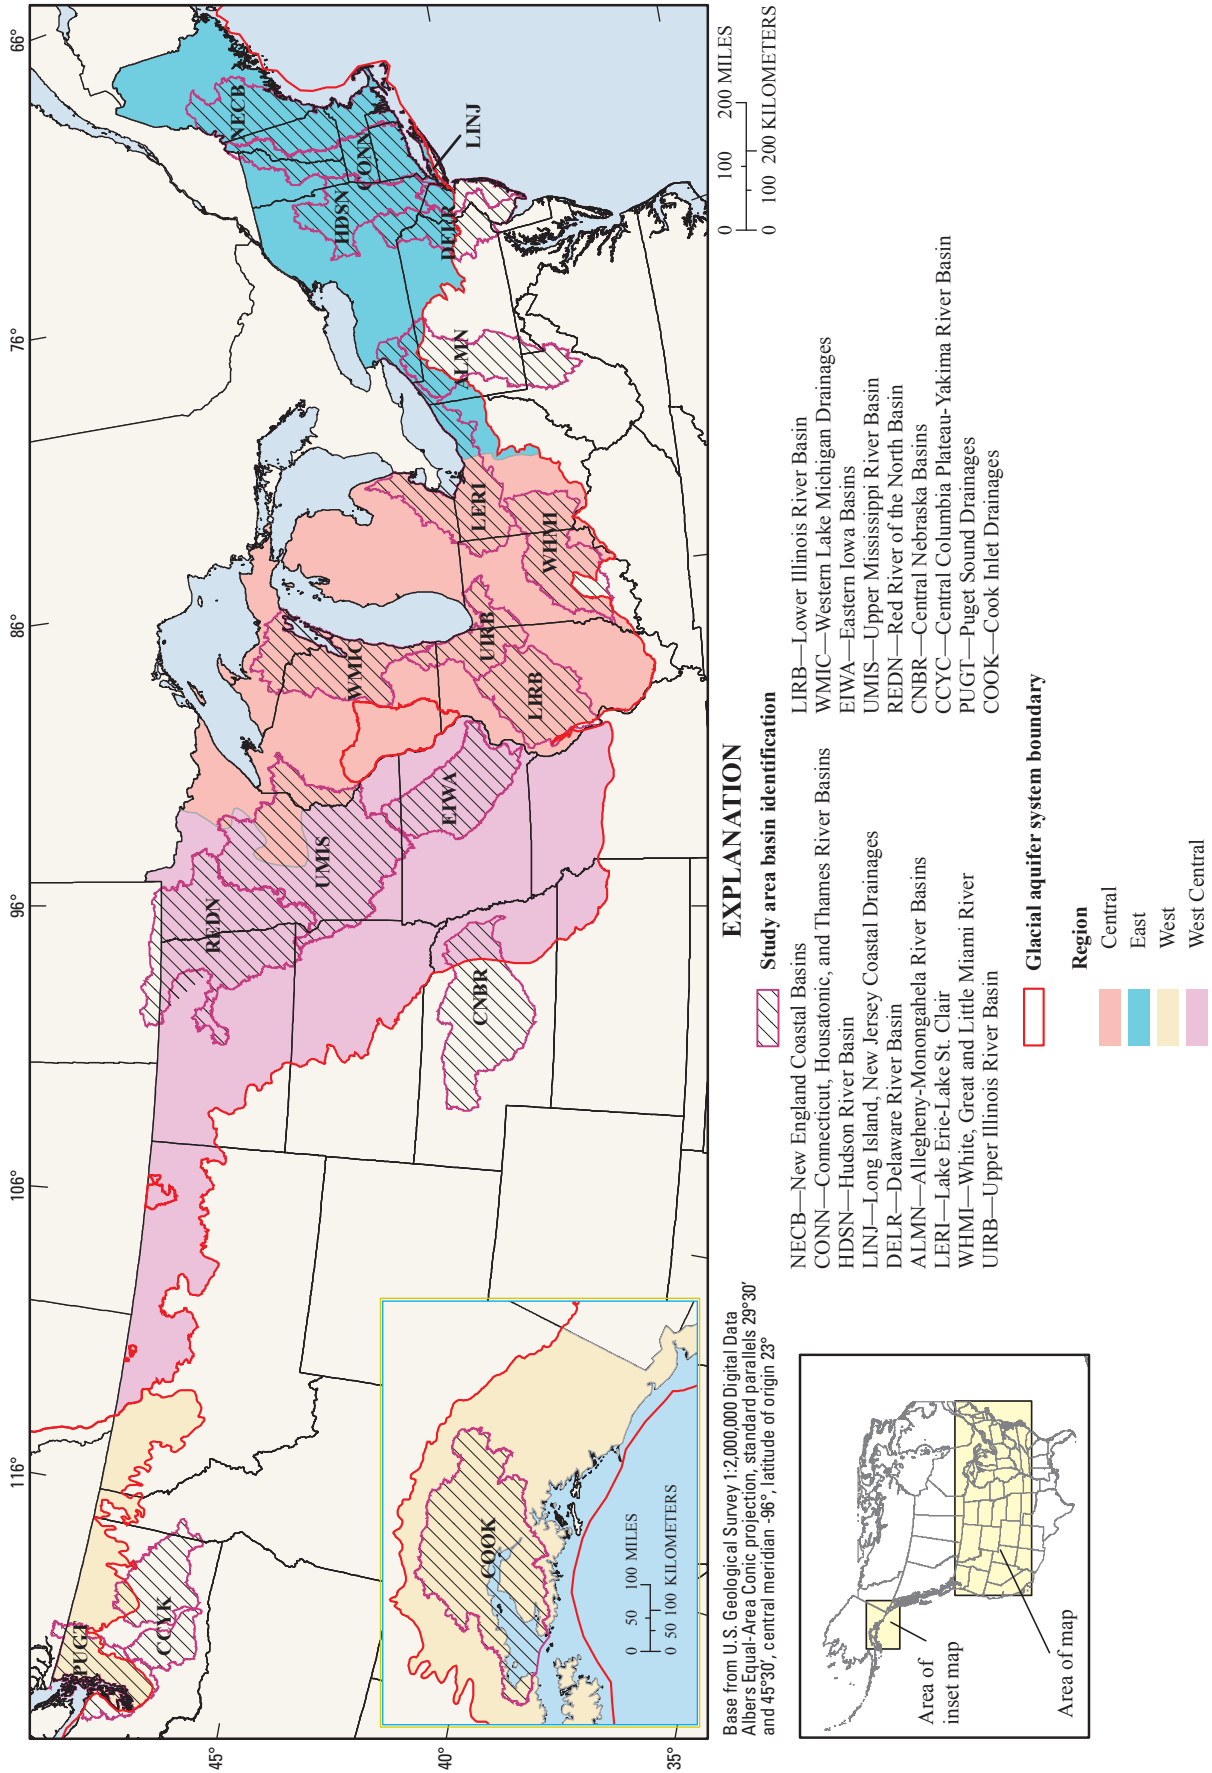 116°
106°
96°
86°
76°
66°
45°
40°
35°
PUGT
CCYK
REDN
UMIS
EIWA
CNBR
WMIC
UIRB
LIRB
LERI
WHMI
ALMN
HDSN
CONN
NECB
DELR
LINJ
COOK
0 50 100 MILES
0 50 100 KILOMETERS
0 100 200 MILES
0 100 200 KILOMETERS
Base from U.S. Geological Survey 1:2,000,000 Digital Data
Albers Equal-Area Conic projection, standard parallels 29°30′
and 45°30′, central meridian -96°, latitude of origin 23°
Area of
inset map
Area of map
EXPLANATION
Study area basin identification
NECB—New England Coastal Basins
CONN—Connecticut, Housatonic, and Thames River Basins
HDSN—Hudson River Basin
LINJ—Long Island, New Jersey Coastal Drainages
DELR—Delaware River Basin
ALMN—Allegheny-Monongahela River Basins
LERI—Lake Erie-Lake St. Clair
WHMI—White, Great and Little Miami River
UIRB—Upper Illinois River Basin
LIRB—Lower Illinois River Basin
WMIC—Western Lake Michigan Drainages
EIWA—Eastern Iowa Basins
UMIS—Upper Mississippi River Basin
REDN—Red River of the North Basin
CNBR—Central Nebraska Basins
CCYC—Central Columbia Plateau-Yakima River Basin
PUGT—Puget Sound Drainages
COOK—Cook Inlet Drainages
Glacial aquifer system boundary
Region
Central
East
West
West Central